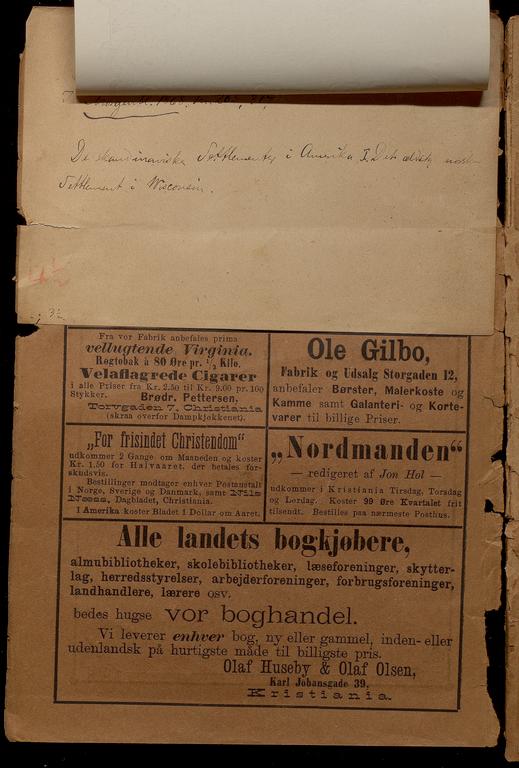 De skandinaviske Settlementer i Amerika I. Det ældste norske
Settlement i Wisconsin.
3½
Fra vor Fabrik anbefales prima
vellugtende Virginia.
Røgtobak à 80 Øre pr. ½ Kilo.
Velaflagrede Cigarer
i alle Priser fra Kr. 2.50 til Kr. 9.00 pr. 100
Stykker. Brødr. Pettersen,
Torvgaden 7, Christiania
(skraa overfor Dampkjøkkenet).
Ole Gilbo,
Fabrik og Udsalg Storgaden 12,
anbefaler Børster, Malerkoste og
Kamme samt Galanteri- og Korte-
varer til billige Priser.
„For frisindet Christendom“
udkommer 2 Gange om Maaneden og koster
Kr. 1.50 for Halvaaret, der betales for-
skudsvis.
Bestillinger modtager enhver Postanstalt
i Norge, Sverige og Danmark, samt Nils
Næss, Dagbladet, Christiania.
I Amerika koster Bladet 1 Dollar om Aaret.
„Nordmanden“
— redigeret af Jon Hol —
udkommer i Kristiania Tirsdag, Torsdag
og Lørdag. Koster 99 Øre Kvartalet frit
tilsendt. Bestilles paa nærmeste Posthus.
Alle landets bogkjøbere,
almubibliotheker, skolebibliotheker, læseforeninger, skytter-
lag, herredsstyrelser, arbejderforeninger, forbrugsforeninger,
landhandlere, lærere osv.
bedes hugse vor boghandel.
Vi leverer enhver bog, ny eller gammel, inden- eller
udenlandsk på hurtigste måde til billigste pris.
Olaf Huseby & Olaf Olsen,
Karl Johansgade 39,
Kristiania.